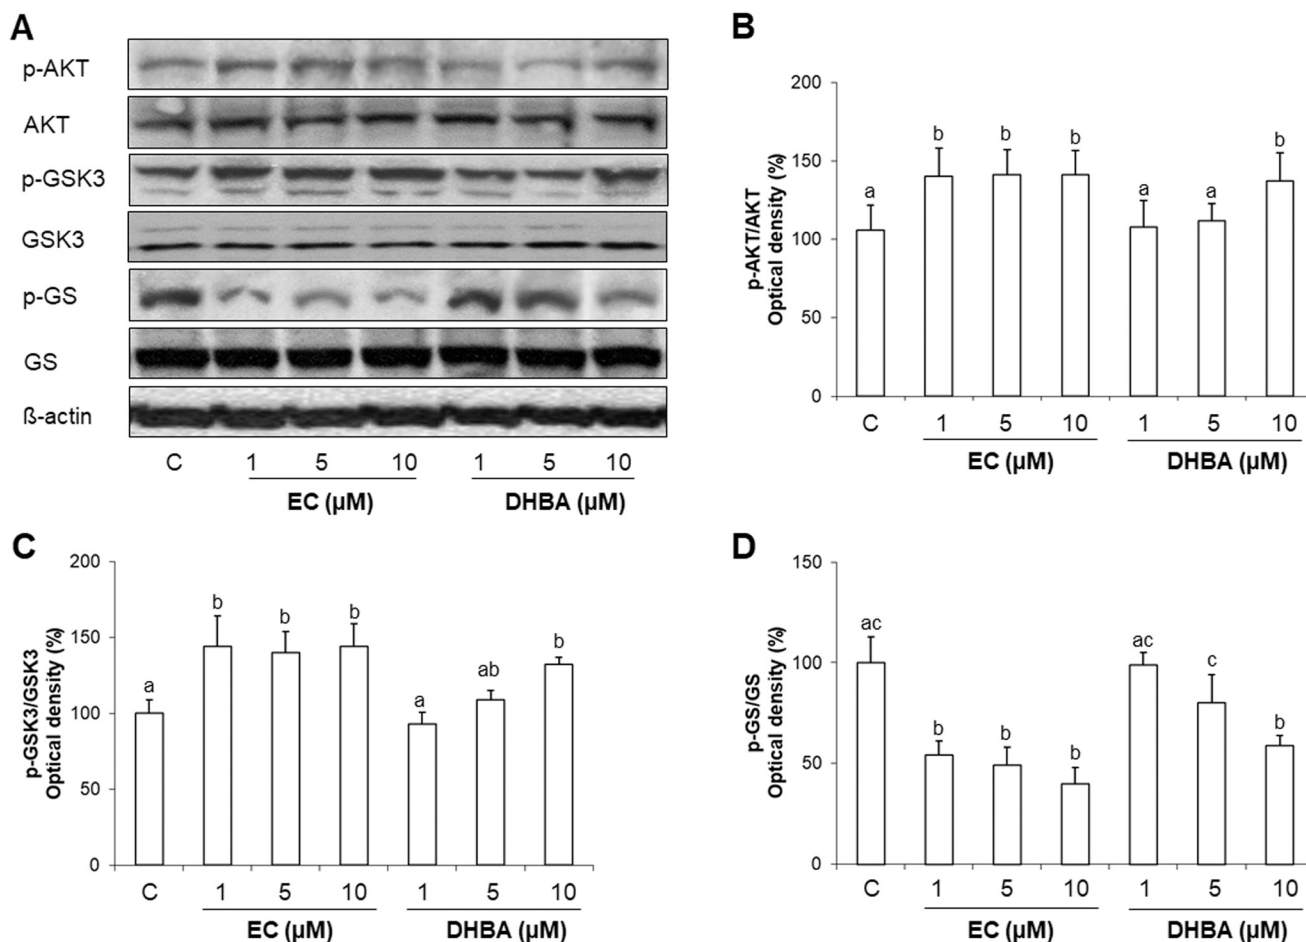 A
p-AKT
AKT
p-GSK3
GSK3
p-GS
GS
ß-actin
C 1 5 10 1 5 10
EC (µM) DHBA (µM)
B
p-AKT/AKT
Optical density (%)
200
150
100
50
0
a b b b a a b
C 1 5 10 1 5 10
EC (µM) DHBA (µM)
C
p-GSK3/GSK3
Optical density (%)
200
150
100
50
0
a b b b a ab b
C 1 5 10 1 5 10
EC (µM) DHBA (µM)
D
p-GS/GS
Optical density (%)
150
100
50
0
ac b b b ac c b
C 1 5 10 1 5 10
EC (µM) DHBA (µM)